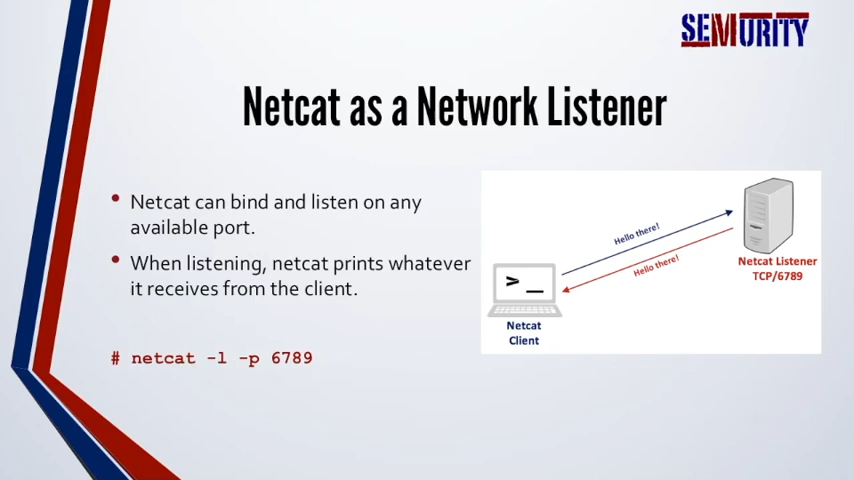 SEMURITY
Netcat as a Network Listener
• Netcat can bind and listen on any
available port.
• When listening, netcat prints whatever
it receives from the client.
# netcat -l -p 6789
Hello there!
Hello there!
Netcat Listener
TCP/6789
>_
Netcat
Client